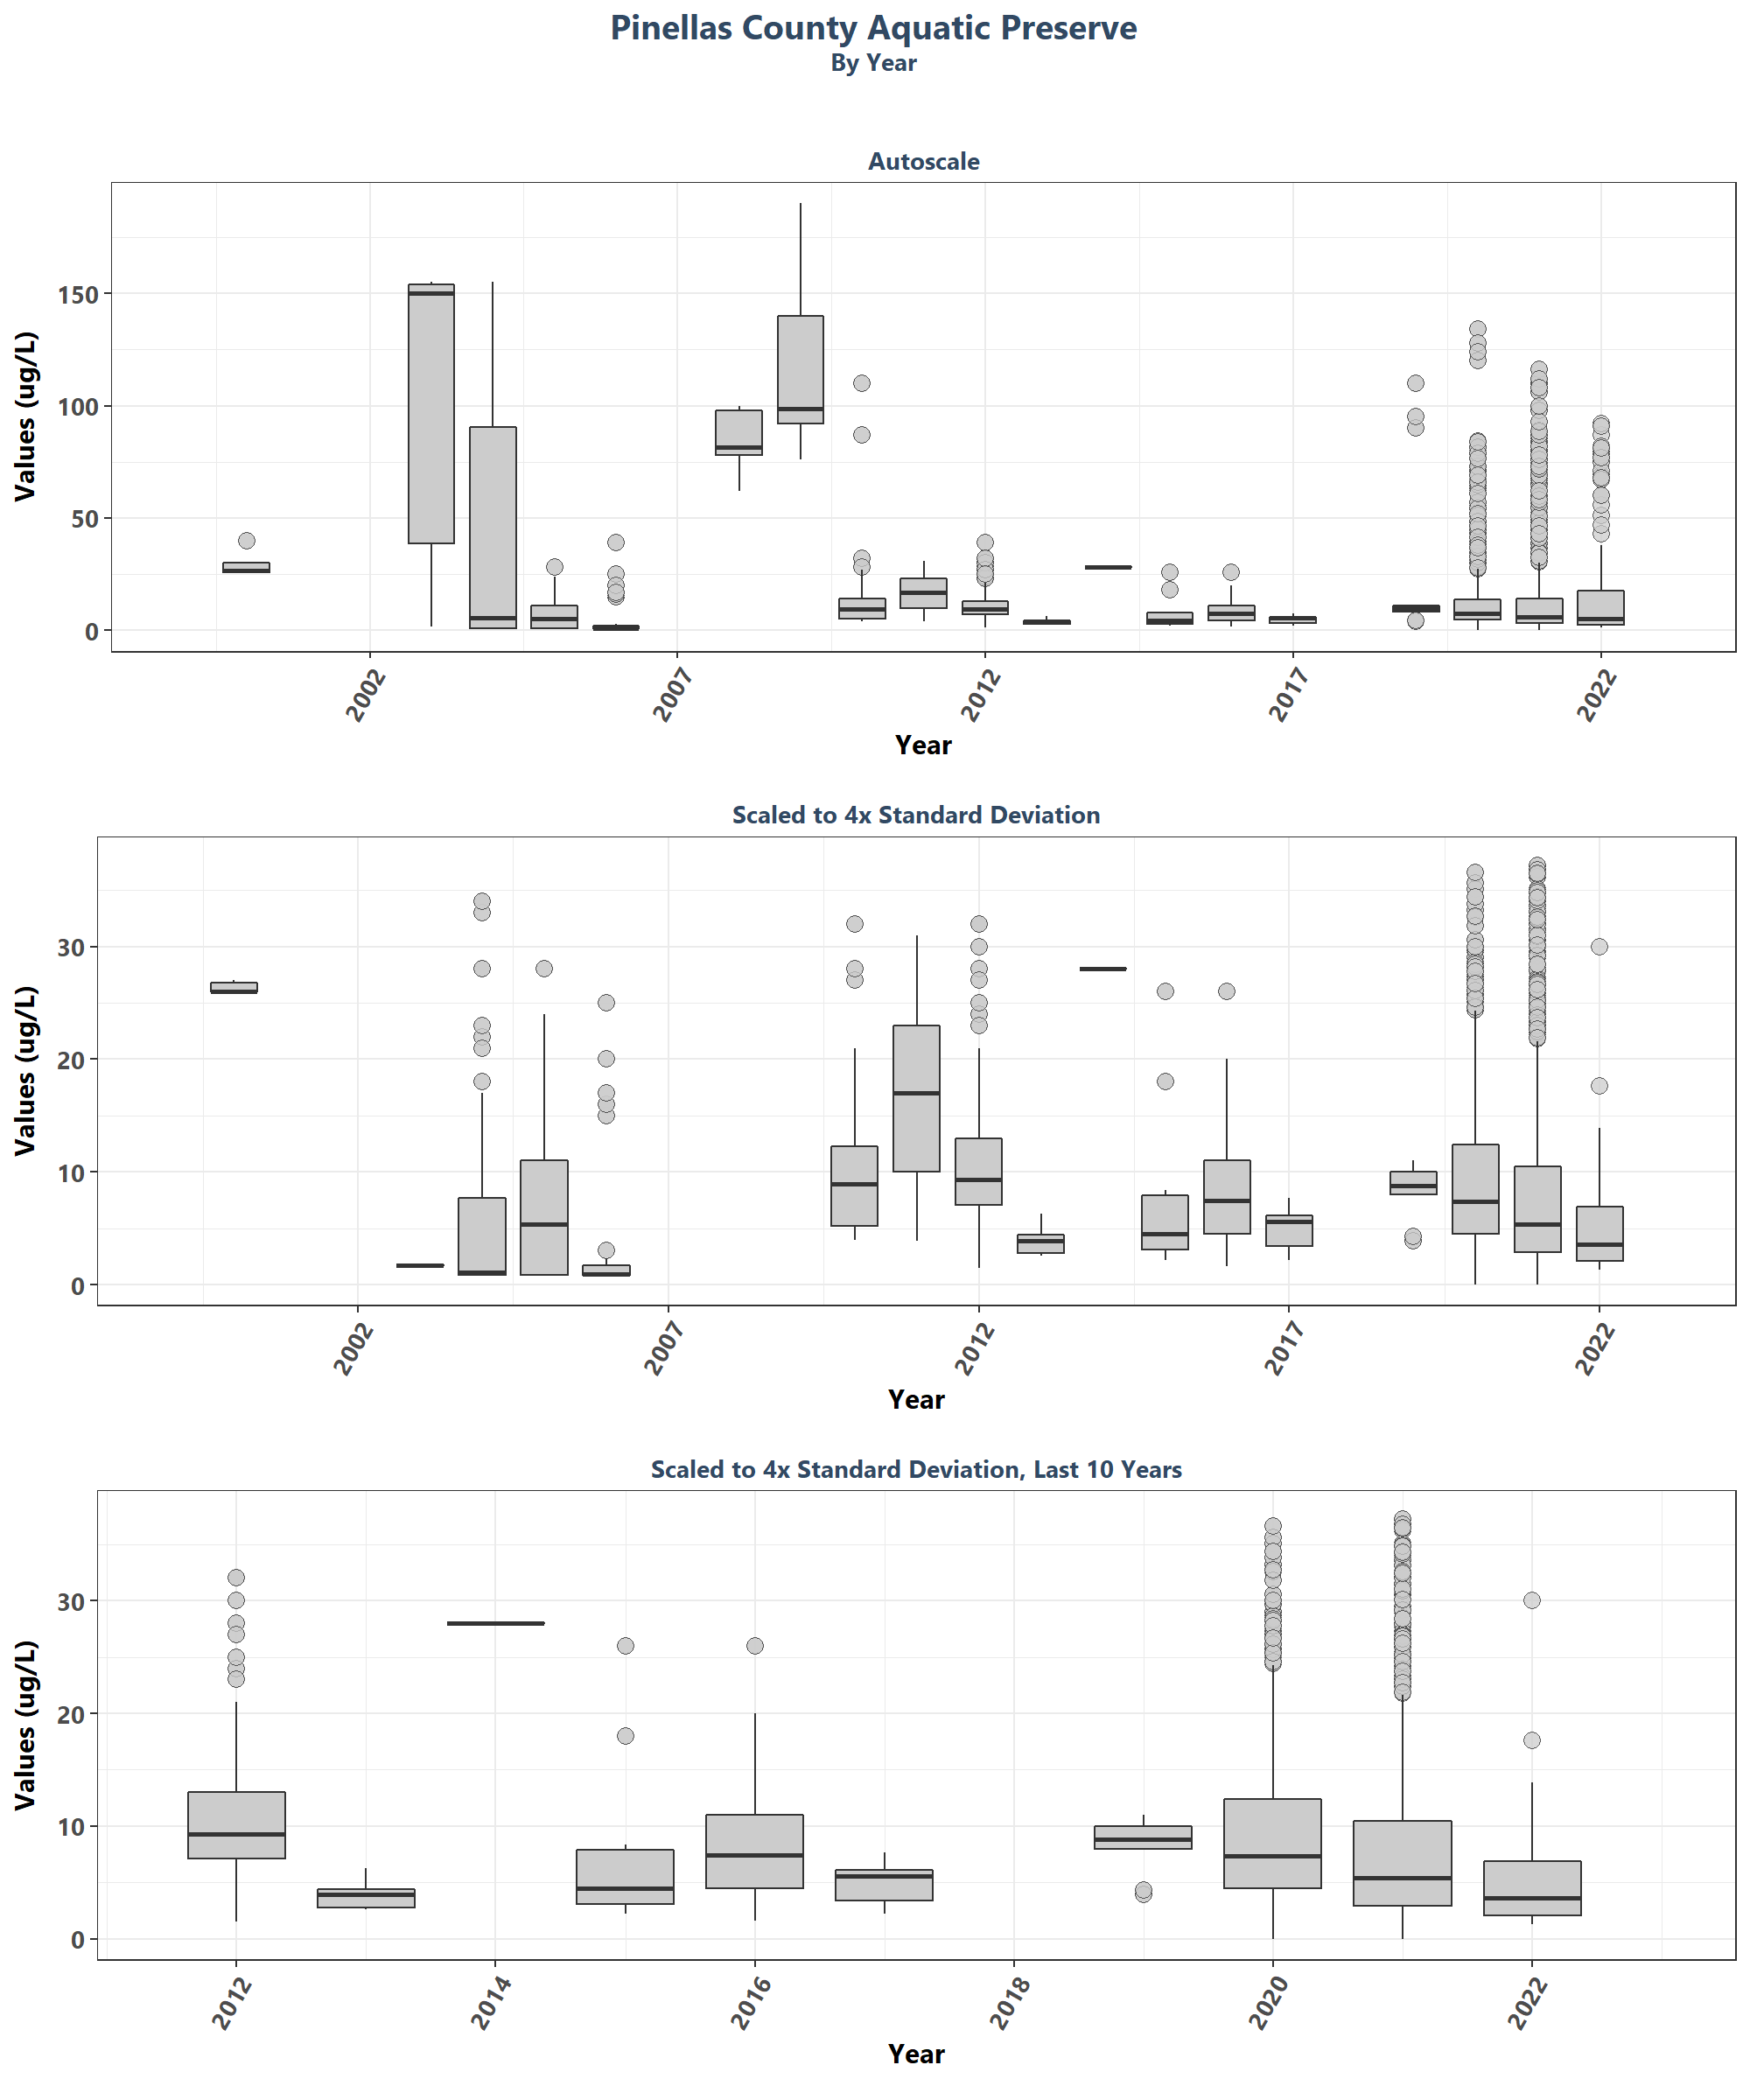 Pinellas County Aquatic Preserve
By Year
Autoscale
Values (ug/L)
150
100
50
0
2002
2007
2012
2017
2022
Year
Scaled to 4x Standard Deviation
Values (ug/L)
30
20
10
0
2002
2007
2012
2017
2022
Year
Scaled to 4x Standard Deviation, Last 10 Years
Values (ug/L)
30
20
10
0
2012
2014
2016
2018
2020
2022
Year